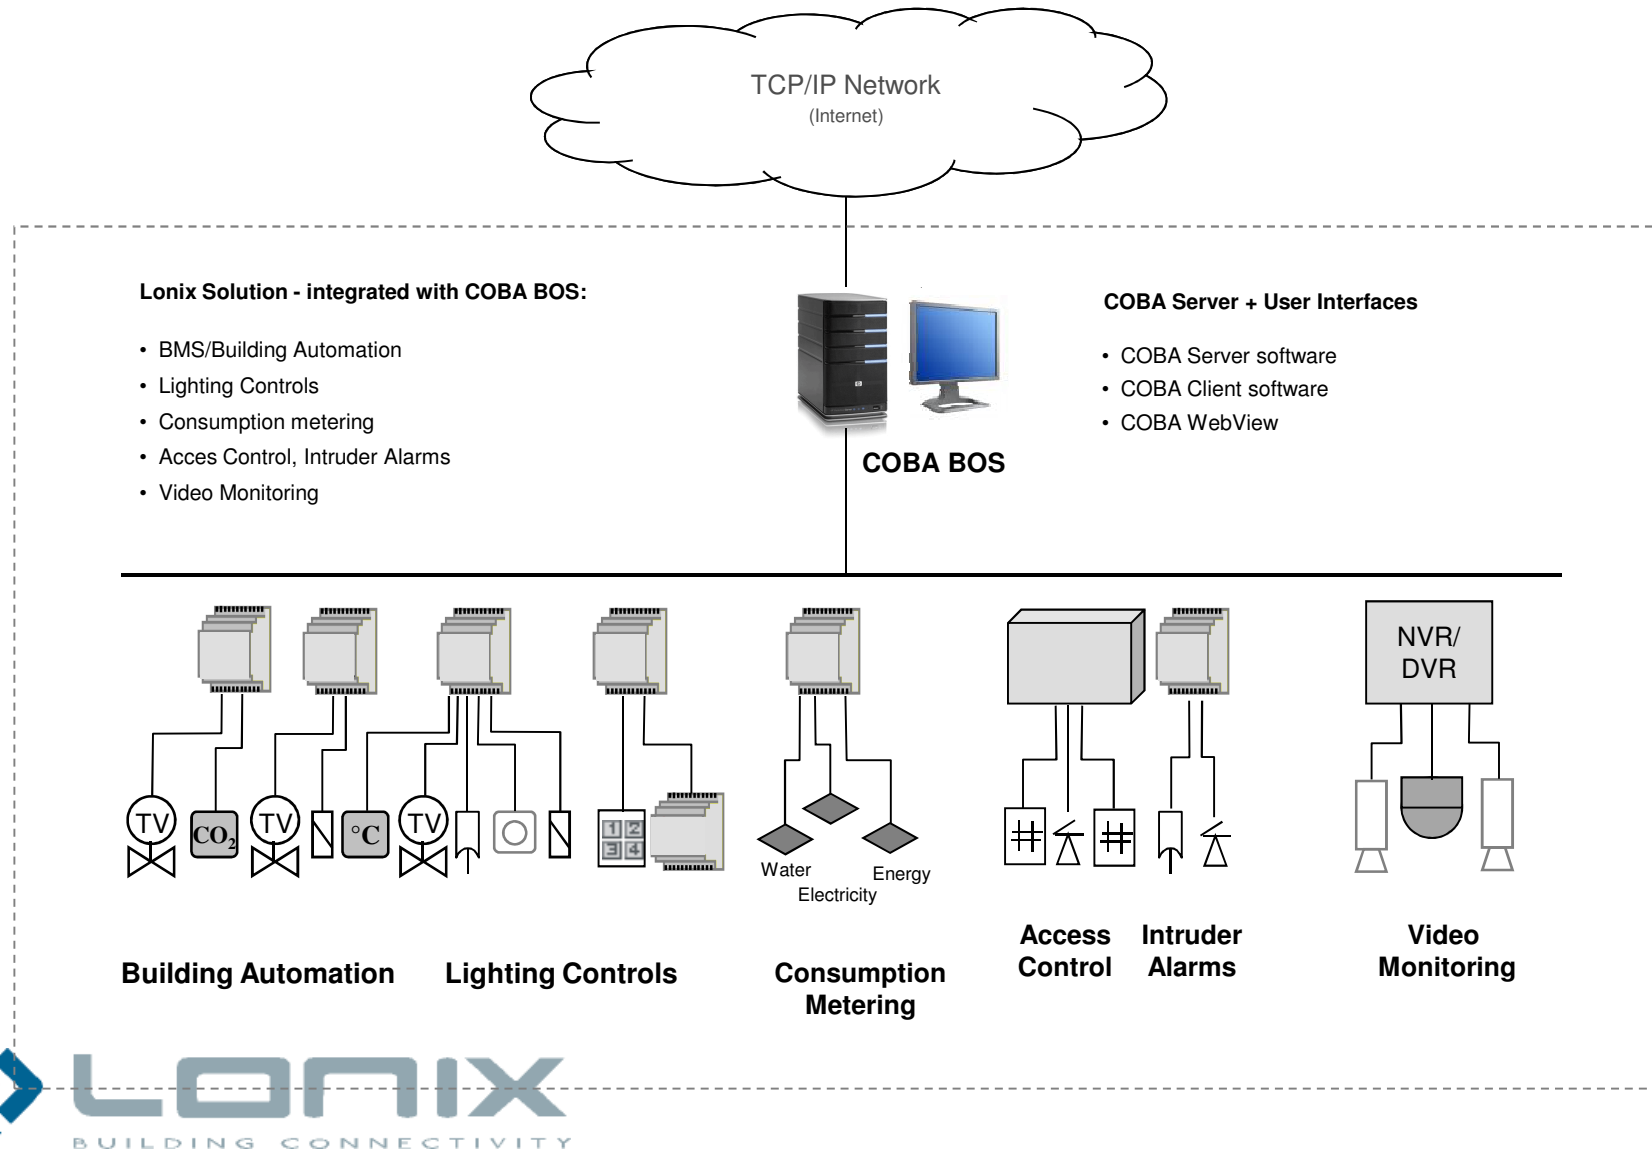 TCP/IP Network
(Internet)
Lonix Solution - integrated with COBA BOS:
• BMS/Building Automation
• Lighting Controls
• Consumption metering
• Acces Control, Intruder Alarms
• Video Monitoring
COBA Server + User Interfaces
• COBA Server software
• COBA Client software
• COBA WebView
COBA BOS
NVR/
DVR
TV
CO2
TV
°C
TV
1 2
3 4
Water
Electricity
Energy
Building Automation
Lighting Controls
Consumption
Metering
Access
Control
Intruder
Alarms
Video
Monitoring
LONIX
BUILDING CONNECTIVITY